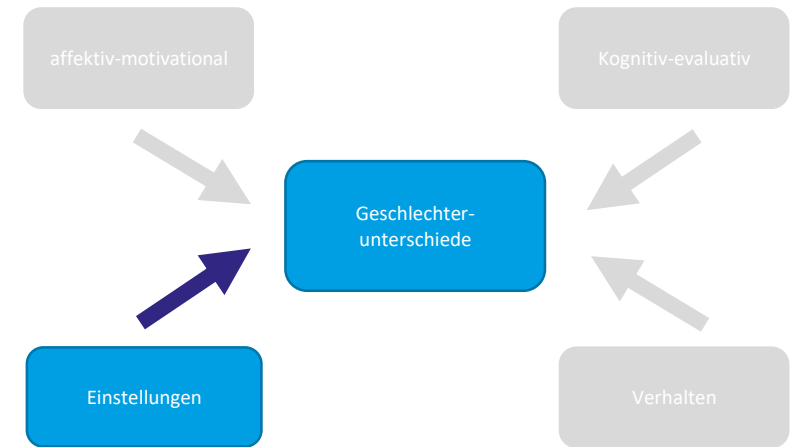 affektiv-motivational
Kognitiv-evaluativ
Geschlechter-
unterschiede
Einstellungen
Verhalten